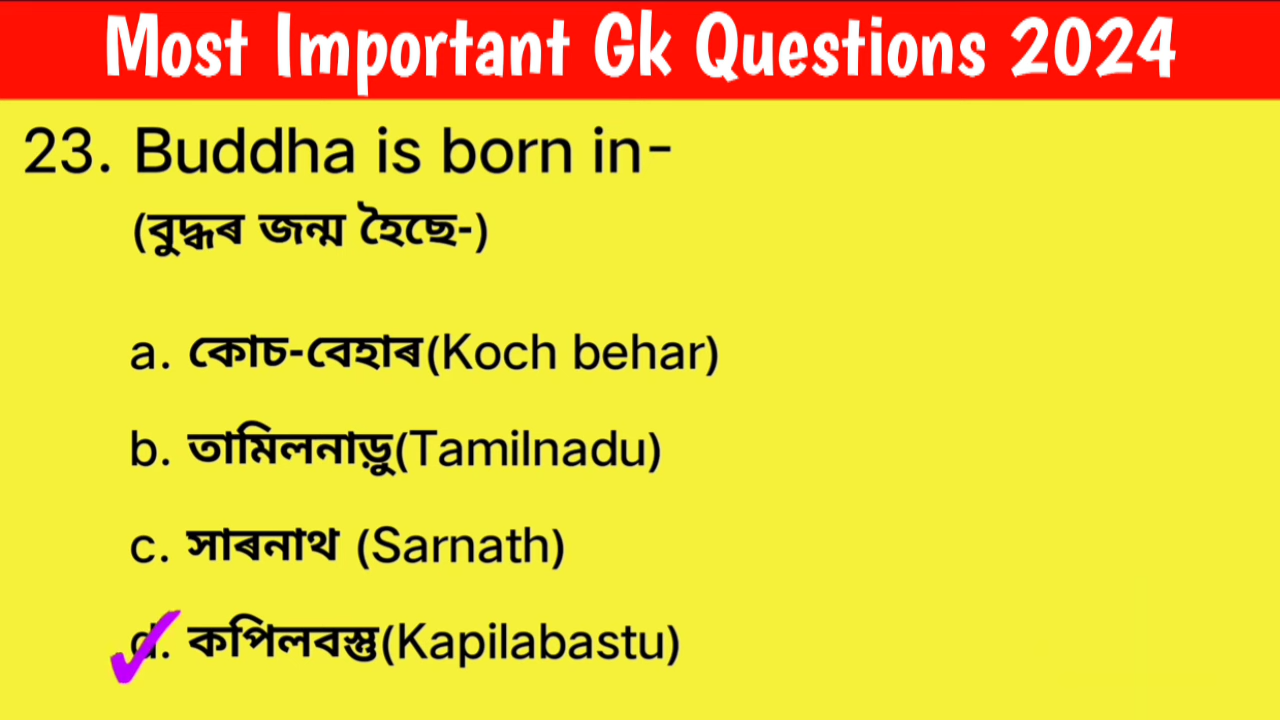 Most Important Gk Questions 2024
23. Buddha is born in-
(বুদ্ধৰ জন্ম হৈছে-)
a. কোচ-বেহাৰ(Koch behar)
b. তামিলনাড়ু(Tamilnadu)
c. সাৰনাথ (Sarnath)
d. কপিলবস্তু(Kapilabastu)